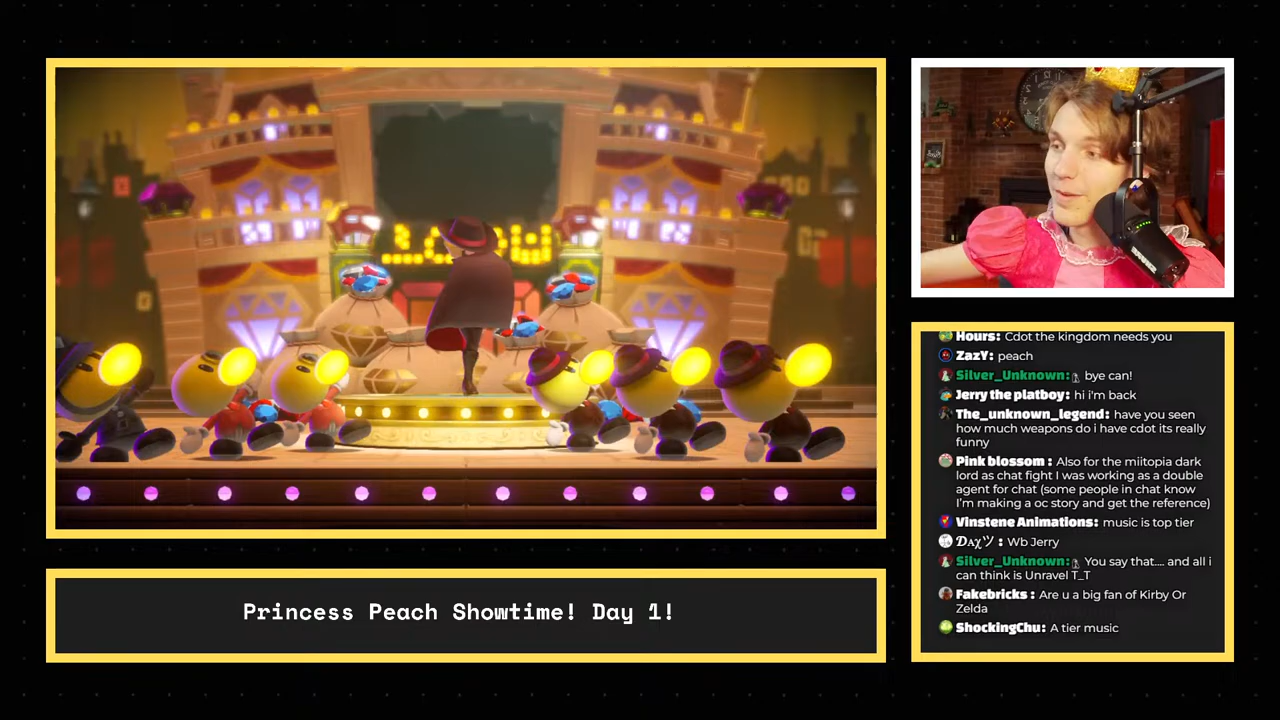 Princess Peach Showtime! Day 1!
Hours: Cdot the kingdom needs you
ZazY: peach
Silver_Unknown: bye can!
Jerry the platboy: hi i'm back
The_unknown_legend: have you seen
how much weapons do i have cdot its really
funny
Pink blossom : Also for the miitopia dark
lord as chat fight I was working as a double
agent for chat (some people in chat know
I'm making a oc story and get the reference)
Vinstene Animations: music is top tier
𝔇ᴀχツ : Wb Jerry
Silver_Unknown: You say that.... and all i
can think is Unravel T_T
Fakebricks : Are u a big fan of Kirby Or
Zelda
ShockingChu: A tier music